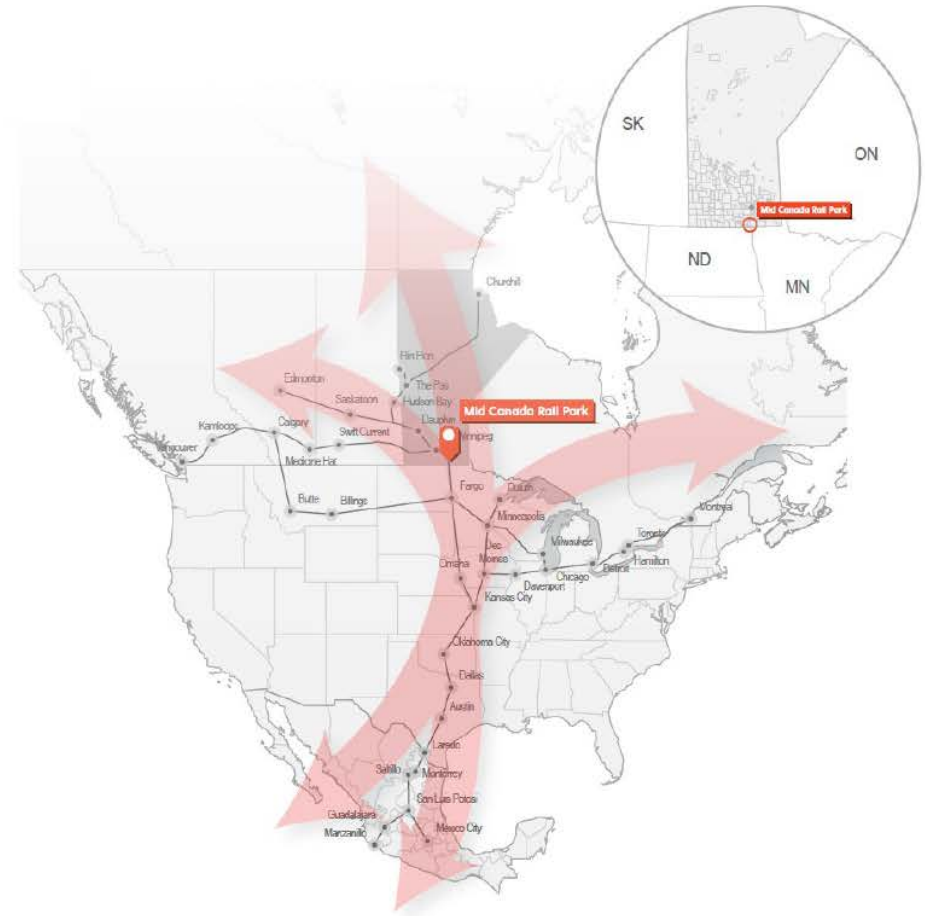 SK
ON
Mid Canada Rail Park
ND
MN
Churchill
Flin Flon
The Pas
Edmonton
Saskatoon
Hudson Bay
Dauphin
Mid Canada Rail Park
Kamloops
Calgary
Swift Current
Winnipeg
Vancouver
Medicine Hat
Fargo
Duluth
Butte
Billings
Minneapolis
Montreal
Des
Moines
Milwaukee
Toronto
Omaha
Chicago
Detroit
Hamilton
Davenport
Kansas City
Oklahoma City
Dallas
Austin
Laredo
Saltillo
Monterrey
San Luis Potosi
Guadalajara
Manzanillo
Mexico City